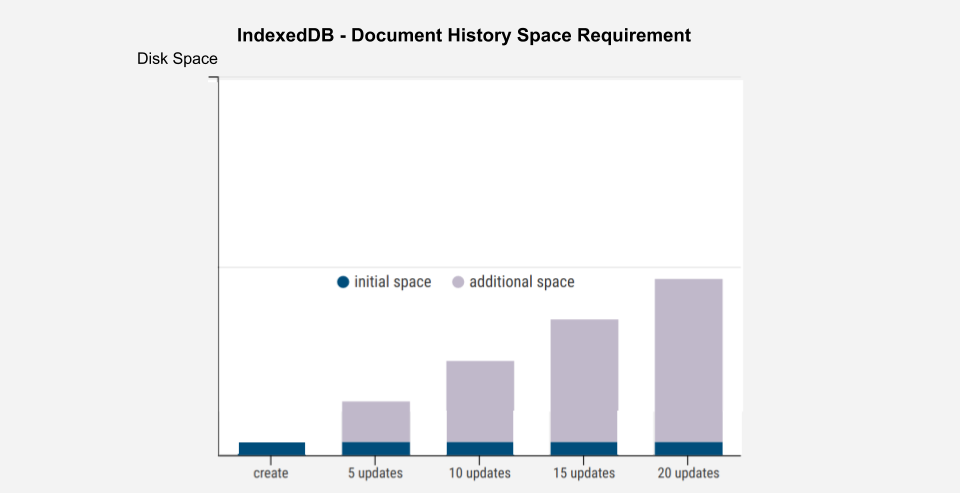 IndexedDB - Document History Space Requirement
Disk Space
initial space additional space
create 5 updates 10 updates 15 updates 20 updates